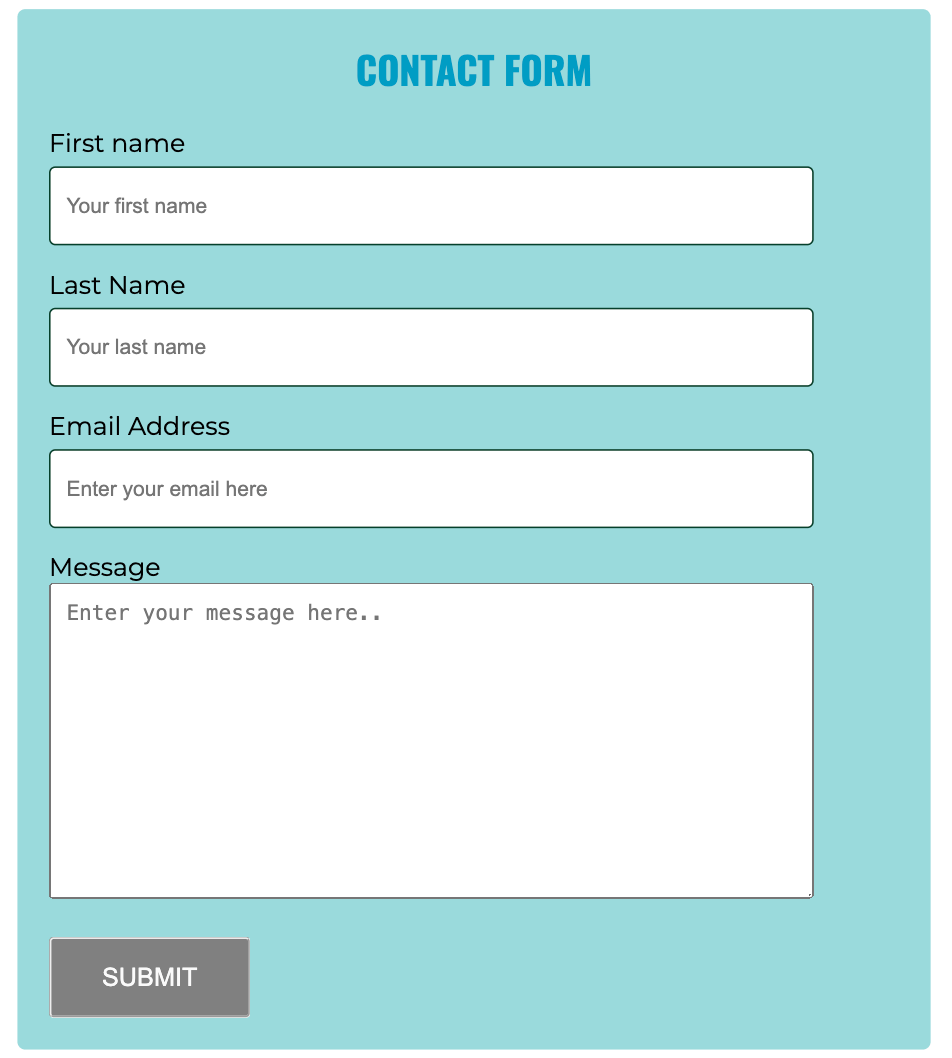 CONTACT FORM
First name
Your first name
Last Name
Your last name
Email Address
Enter your email here
Message
Enter your message here..
SUBMIT